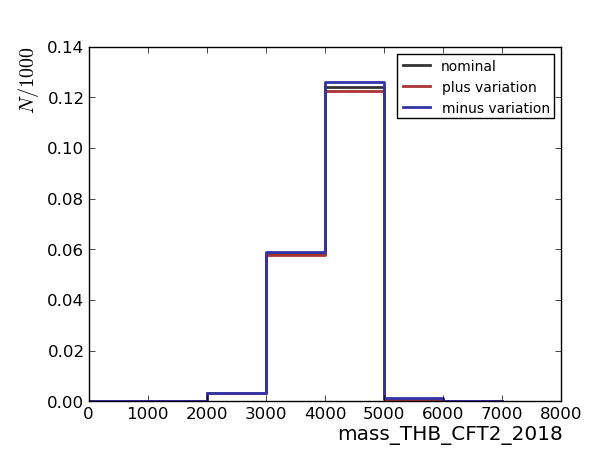 0.14
0.12
0.10
0.08
0.06
0.04
0.02
0.00
N/1000
nominal
plus variation
minus variation
0 1000 2000 3000 4000 5000 6000 7000 8000
mass_THB_CFT2_2018